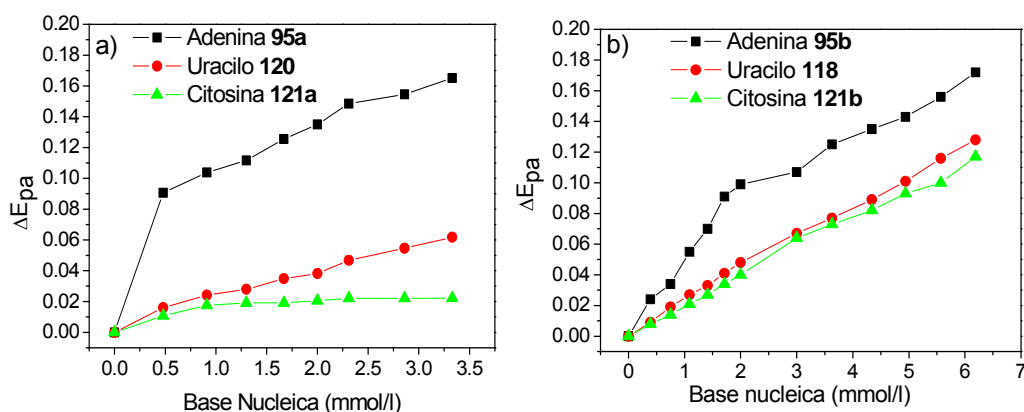 a)
Adenina 95a
Uracilo 120
Citosina 121a
ΔEpa
0.20
0.18
0.16
0.14
0.12
0.10
0.08
0.06
0.04
0.02
0.00
0.0 0.5 1.0 1.5 2.0 2.5 3.0 3.5
Base Nucleica (mmol/l)
b)
Adenina 95b
Uracilo 118
Citosina 121b
ΔEpa
0.20
0.18
0.16
0.14
0.12
0.10
0.08
0.06
0.04
0.02
0.00
0 1 2 3 4 5 6 7
Base nucleica (mmol/l)